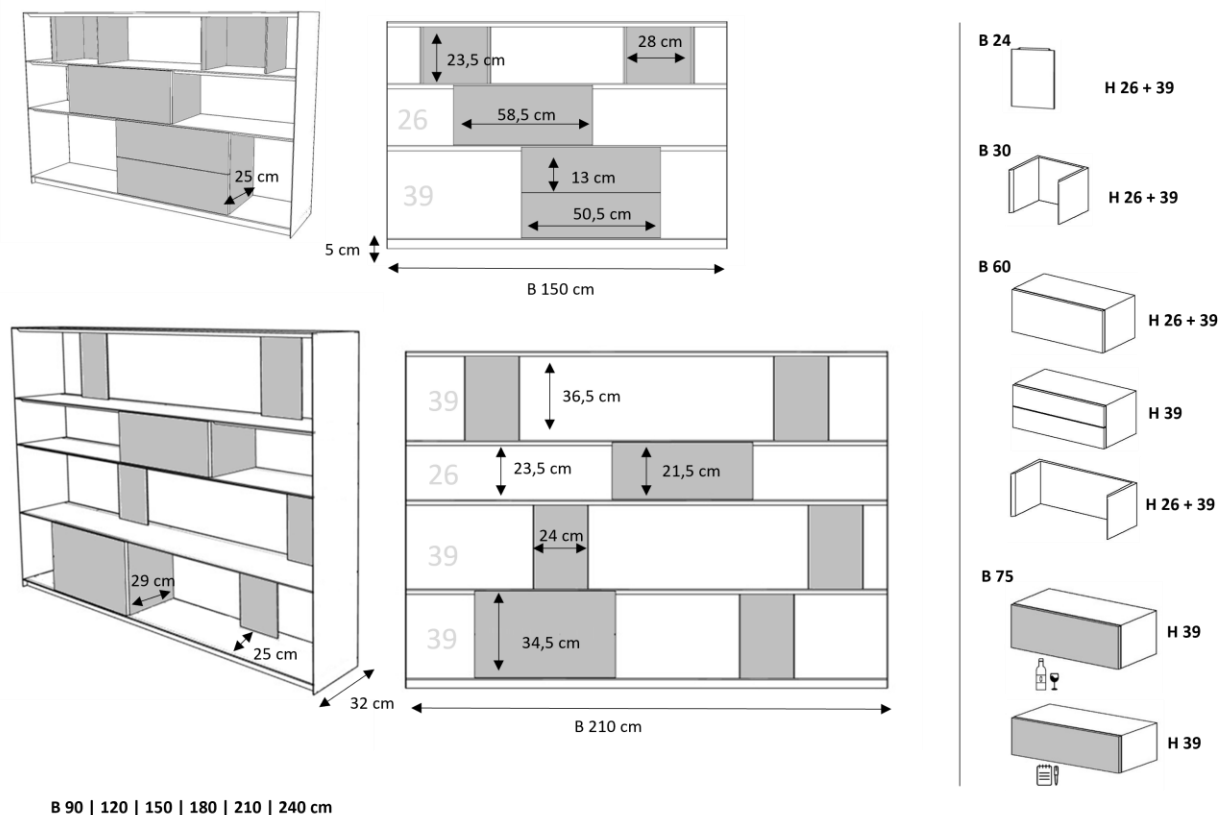 25 cm
23,5 cm
28 cm
26
58,5 cm
39
13 cm
50,5 cm
5 cm
B 150 cm
29 cm
25 cm
32 cm
39
36,5 cm
26
23,5 cm
21,5 cm
39
24 cm
39
34,5 cm
B 210 cm
B 90 | 120 | 150 | 180 | 210 | 240 cm
B 24
H 26 + 39
B 30
H 26 + 39
B 60
H 26 + 39
H 39
H 26 + 39
B 75
H 39
H 39